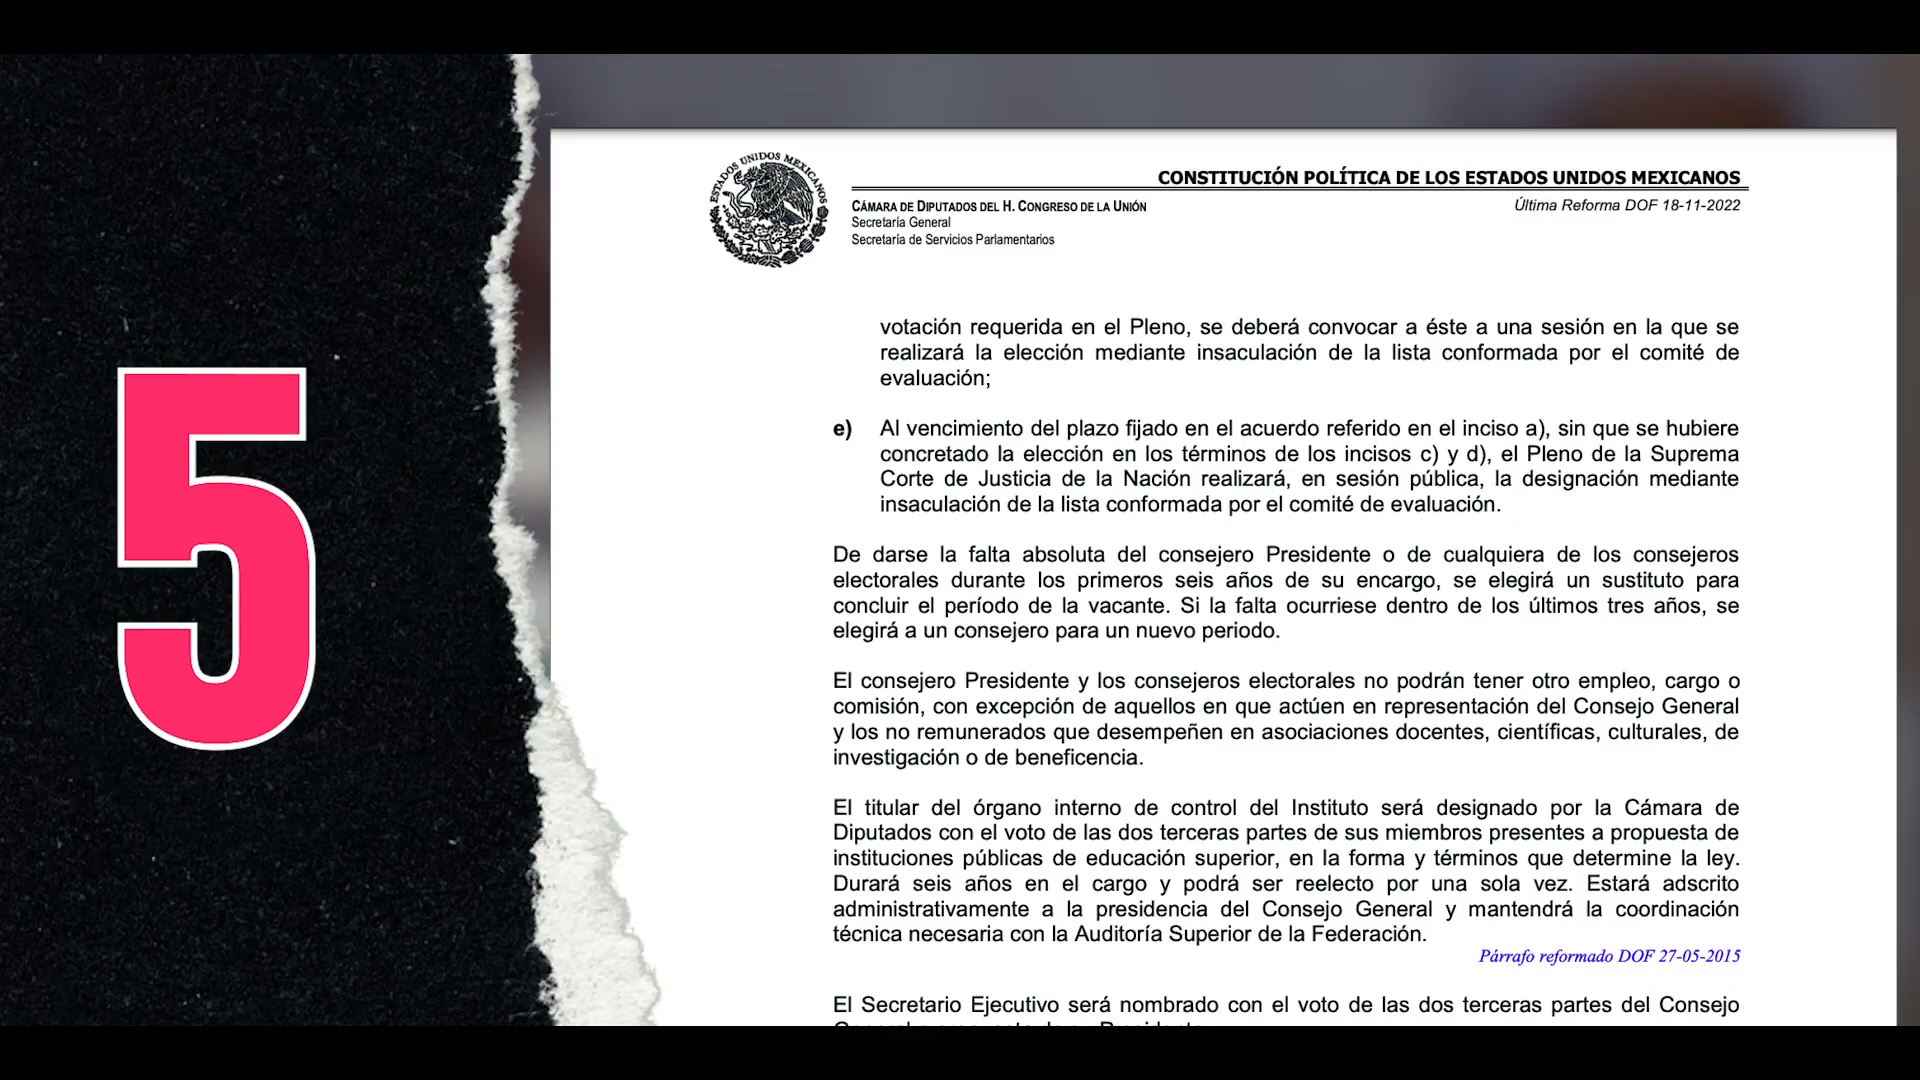 5
ESTADOS UNIDOS MEXICANOS
CONSTITUCIÓN POLÍTICA DE LOS ESTADOS UNIDOS MEXICANOS
CÁMARA DE DIPUTADOS DEL H. CONGRESO DE LA UNIÓN
Última Reforma DOF 18-11-2022
Secretaría General
Secretaría de Servicios Parlamentarios
votación requerida en el Pleno, se deberá convocar a éste a una sesión en la que se
realizará la elección mediante insaculación de la lista conformada por el comité de
evaluación;
e) Al vencimiento del plazo fijado en el acuerdo referido en el inciso a), sin que se hubiere
concretado la elección en los términos de los incisos c) y d), el Pleno de la Suprema
Corte de Justicia de la Nación realizará, en sesión pública, la designación mediante
insaculación de la lista conformada por el comité de evaluación.
De darse la falta absoluta del consejero Presidente o de cualquiera de los consejeros
electorales durante los primeros seis años de su encargo, se elegirá un sustituto para
concluir el período de la vacante. Si la falta ocurriese dentro de los últimos tres años, se
elegirá a un consejero para un nuevo periodo.
El consejero Presidente y los consejeros electorales no podrán tener otro empleo, cargo o
comisión, con excepción de aquellos en que actúen en representación del Consejo General
y los no remunerados que desempeñen en asociaciones docentes, científicas, culturales, de
investigación o de beneficencia.
El titular del órgano interno de control del Instituto será designado por la Cámara de
Diputados con el voto de las dos terceras partes de sus miembros presentes a propuesta de
instituciones públicas de educación superior, en la forma y términos que determine la ley.
Durará seis años en el cargo y podrá ser reelecto por una sola vez. Estará adscrito
administrativamente a la presidencia del Consejo General y mantendrá la coordinación
técnica necesaria con la Auditoría Superior de la Federación.
Párrafo reformado DOF 27-05-2015
El Secretario Ejecutivo será nombrado con el voto de las dos terceras partes del Consejo